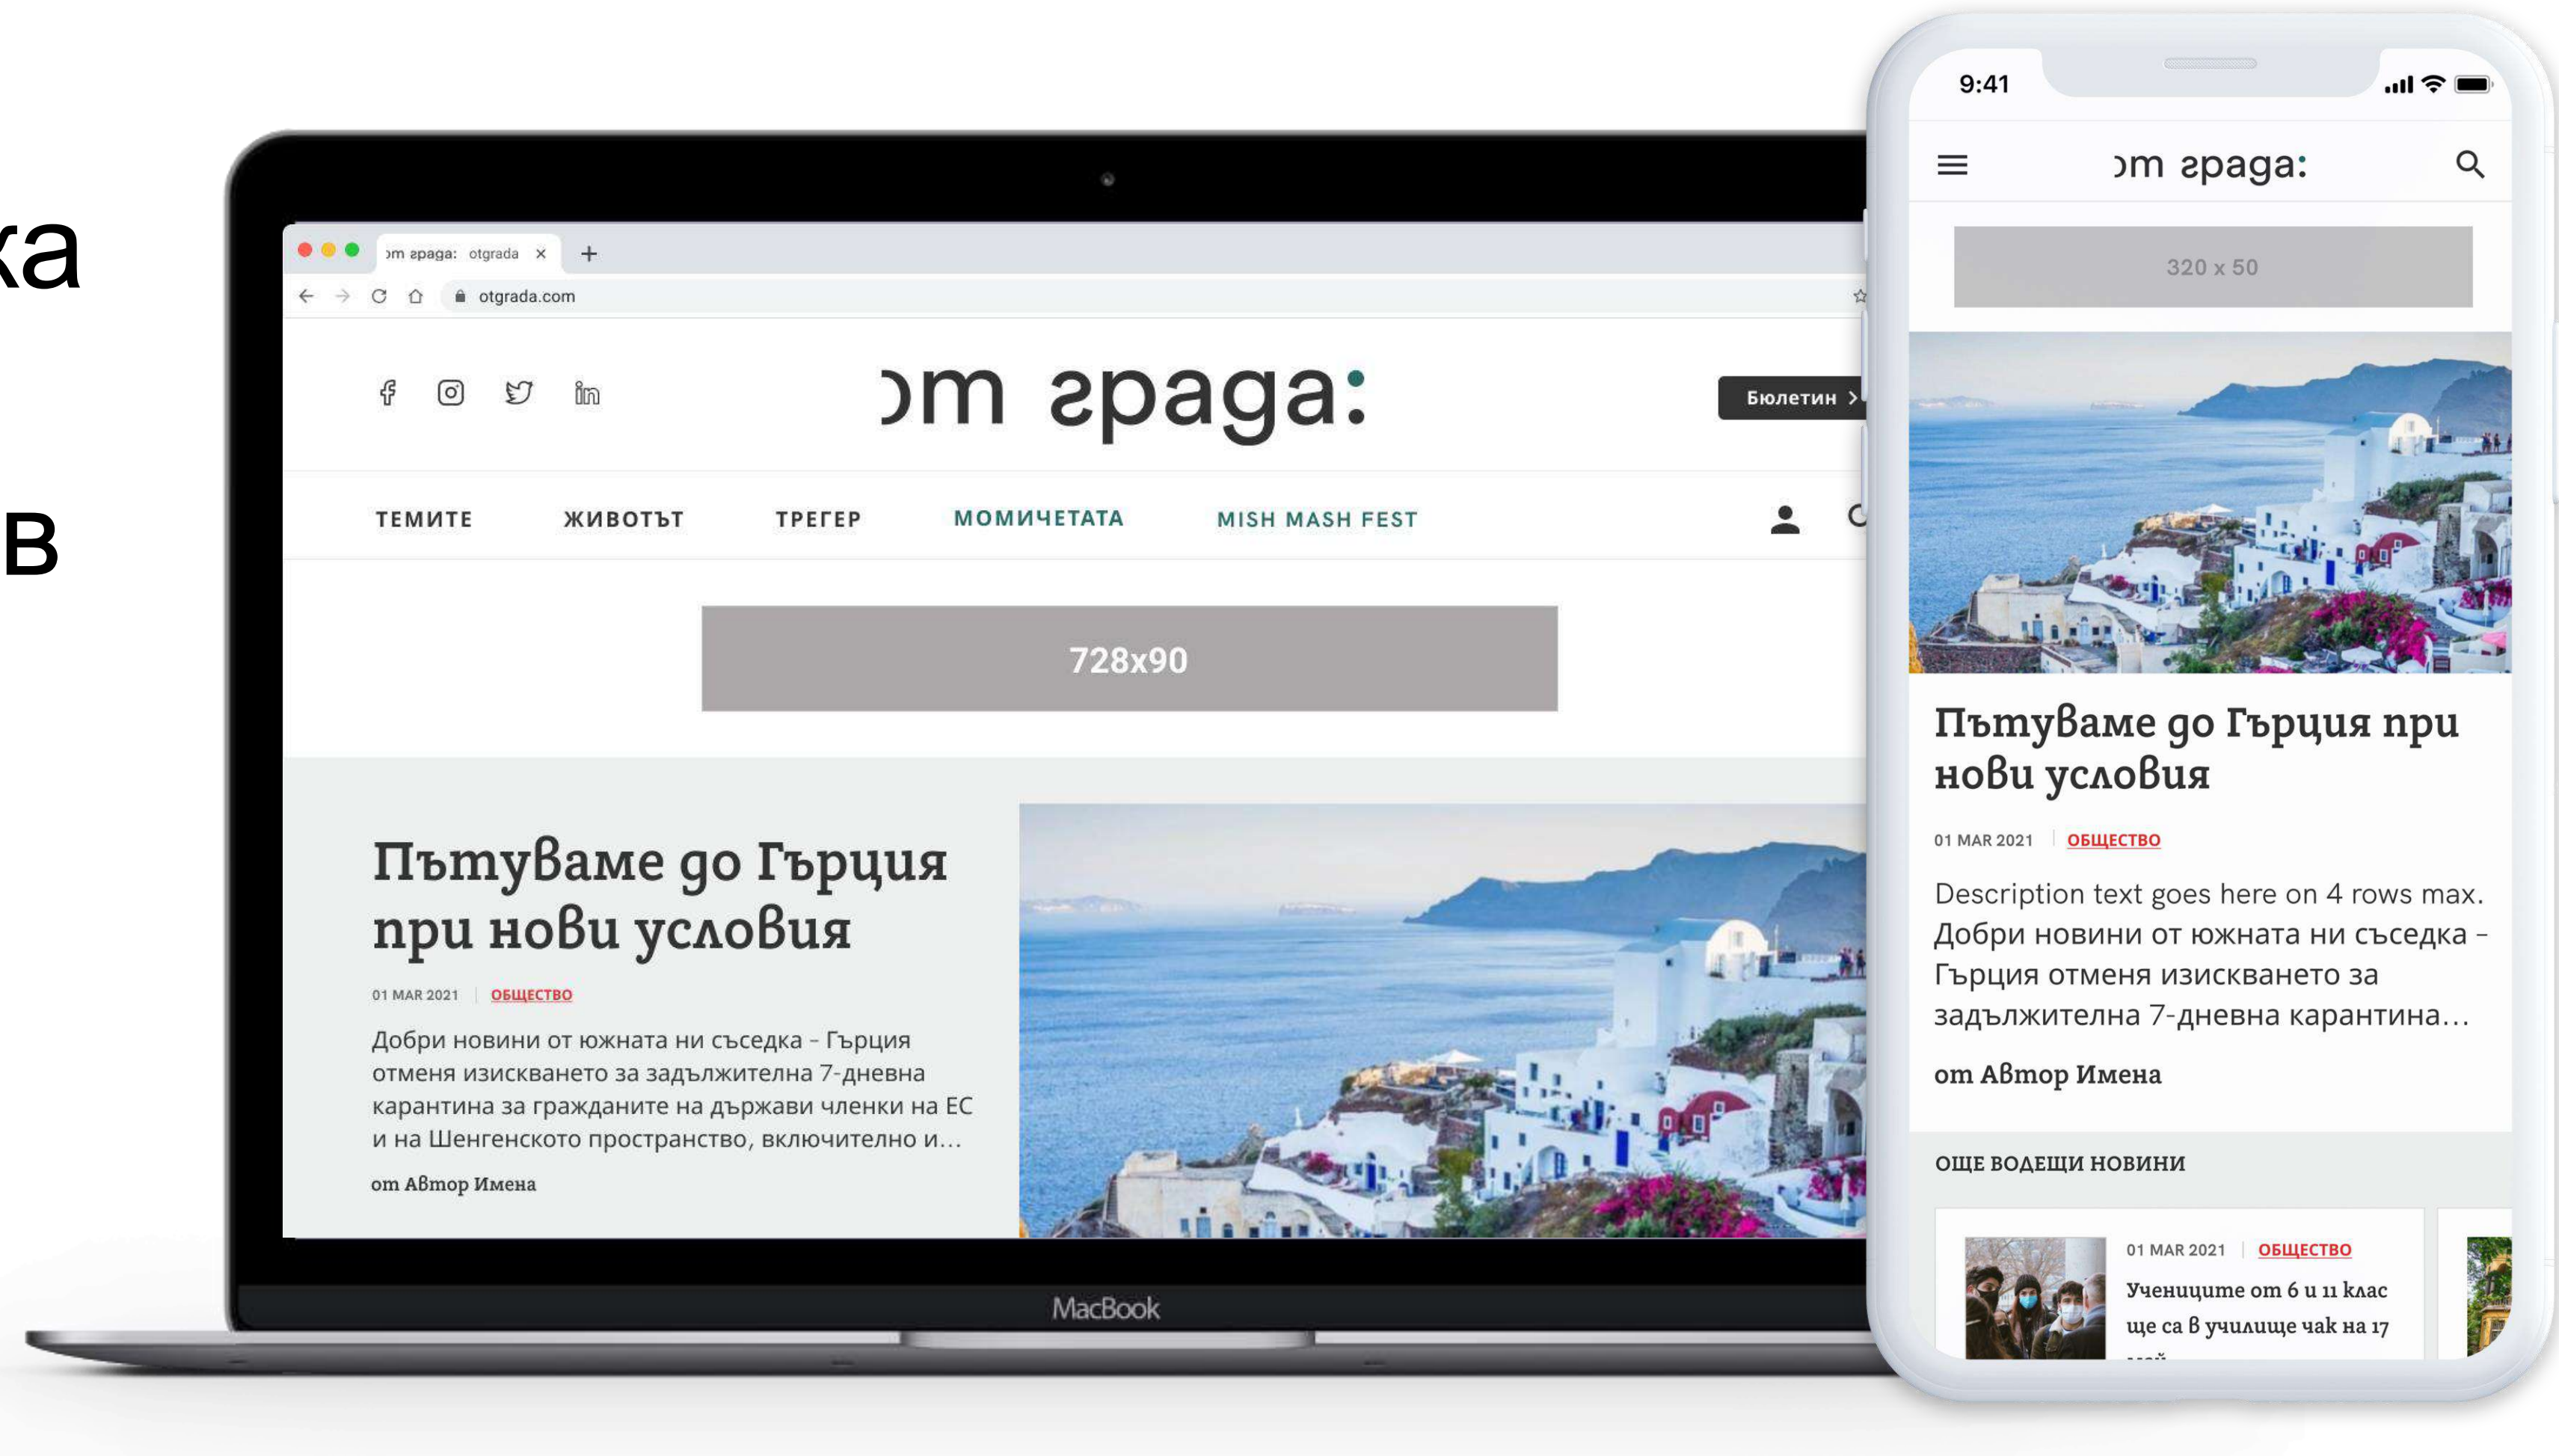 ка
в
от града: otgrada
otgrada.com
от града:
Бюлетин >
ТЕМИТЕ ЖИВОТЪТ ТРЕГЕР МОМИЧЕТАТА MISH MASH FEST
728x90
Пътуваме до Гърция
при нови условия
01 MAR 2021 ОБЩЕСТВО
Добри новини от южната ни съседка – Гърция
отменя изискването за задължителна 7-дневна
карантина за гражданите на държави членки на ЕС
и на Шенгенското пространство, включително и...
от Автор Имена
MacBook
9:41
от града:
320 x 50
Пътуваме до Гърция при
нови условия
01 MAR 2021 ОБЩЕСТВО
Description text goes here on 4 rows max.
Добри новини от южната ни съседка –
Гърция отменя изискването за
задължителна 7-дневна карантина...
от Автор Имена
ОЩЕ ВОДЕЩИ НОВИНИ
01 MAR 2021 ОБЩЕСТВО
Учениците от 6 и 11 клас
ще са в училище чак на 17